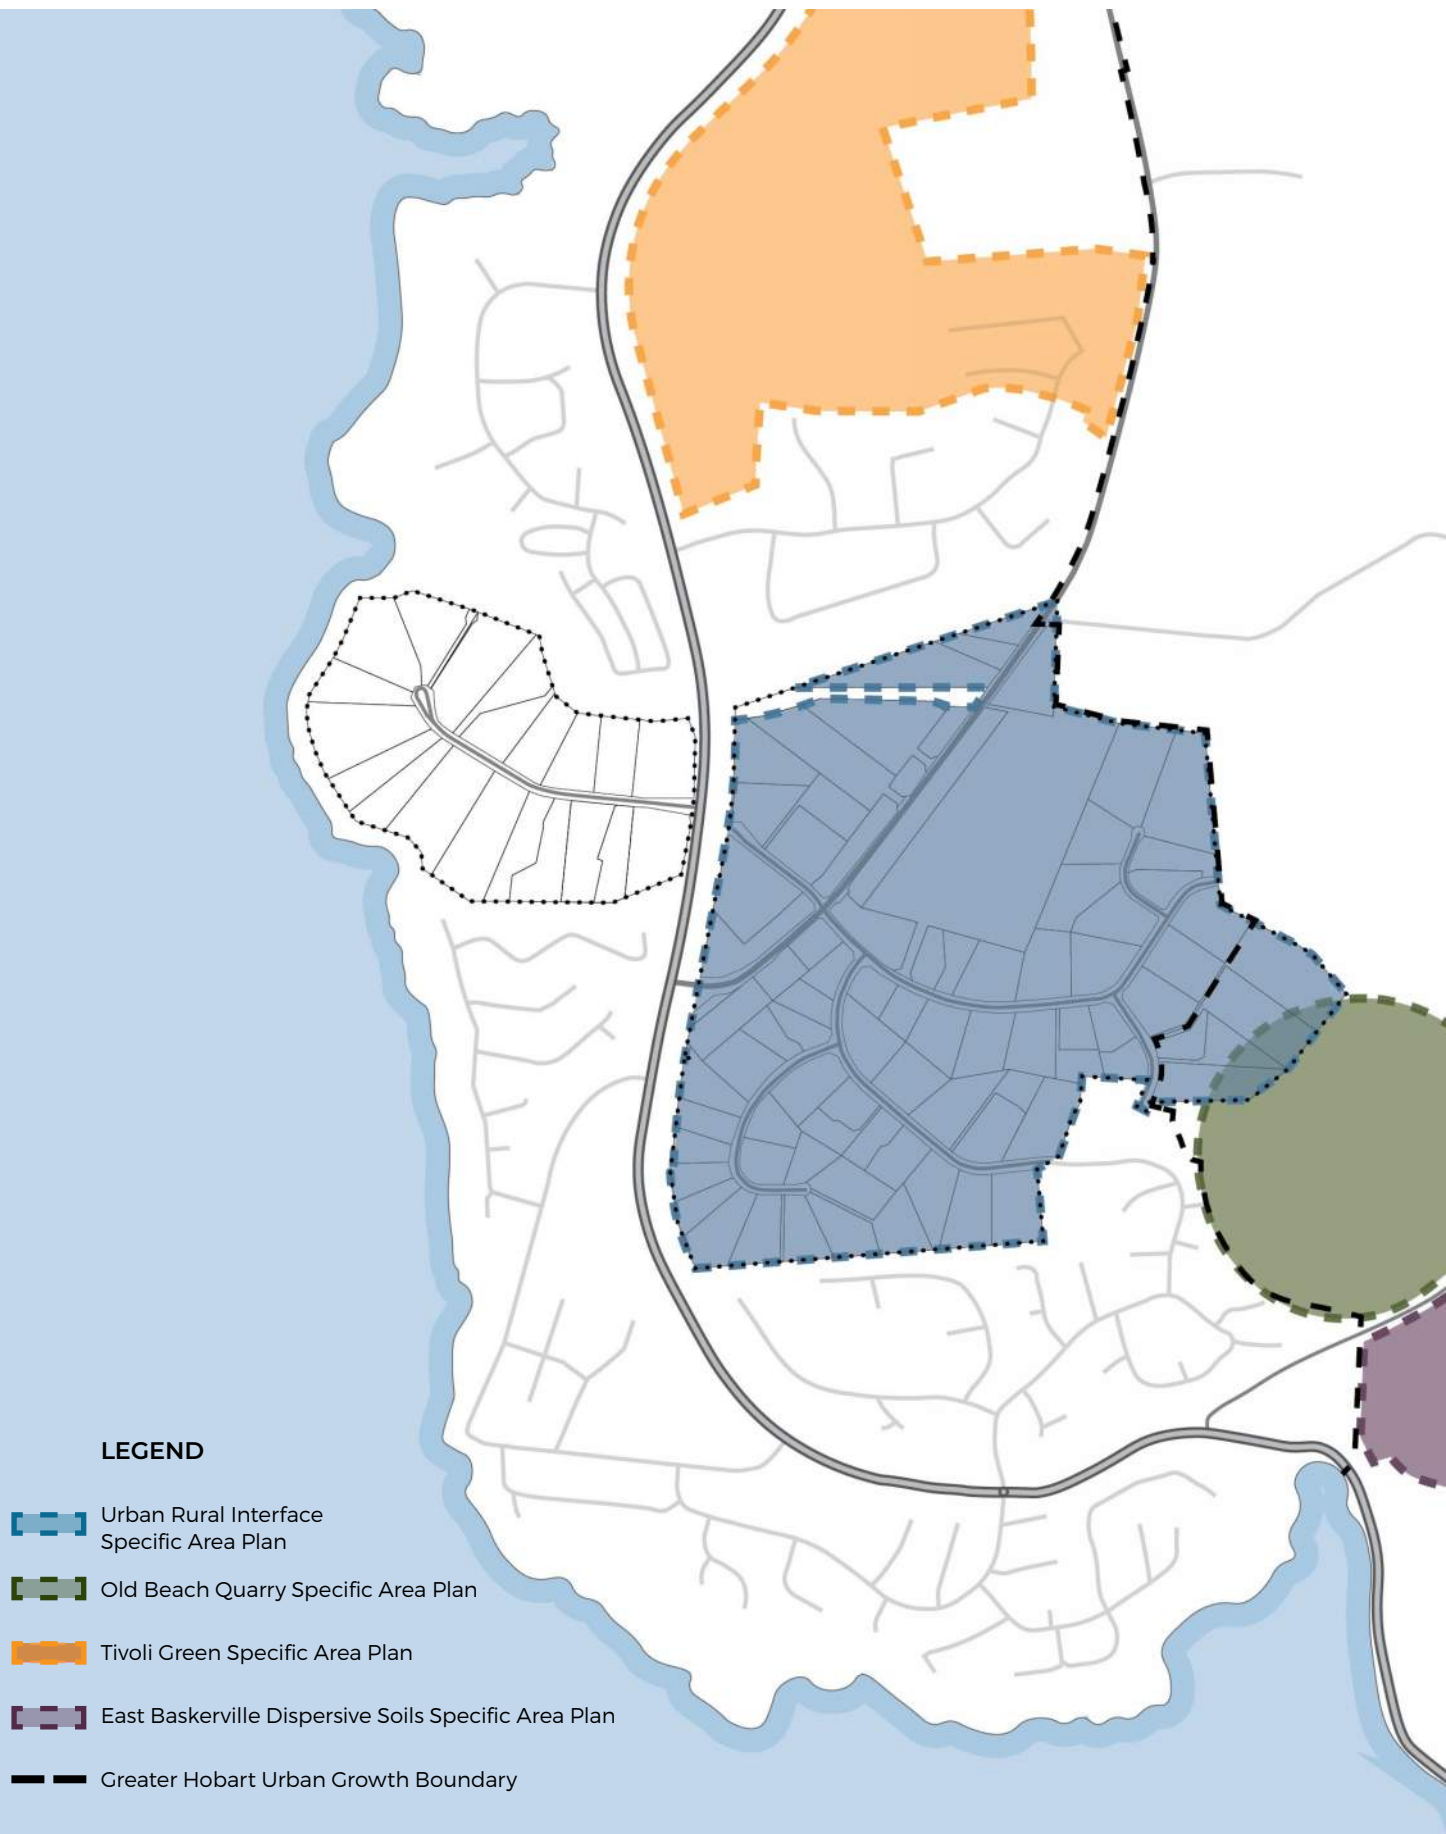 LEGEND
Urban Rural Interface
Specific Area Plan
Old Beach Quarry Specific Area Plan
Tivoli Green Specific Area Plan
East Baskerville Dispersive Soils Specific Area Plan
Greater Hobart Urban Growth Boundary